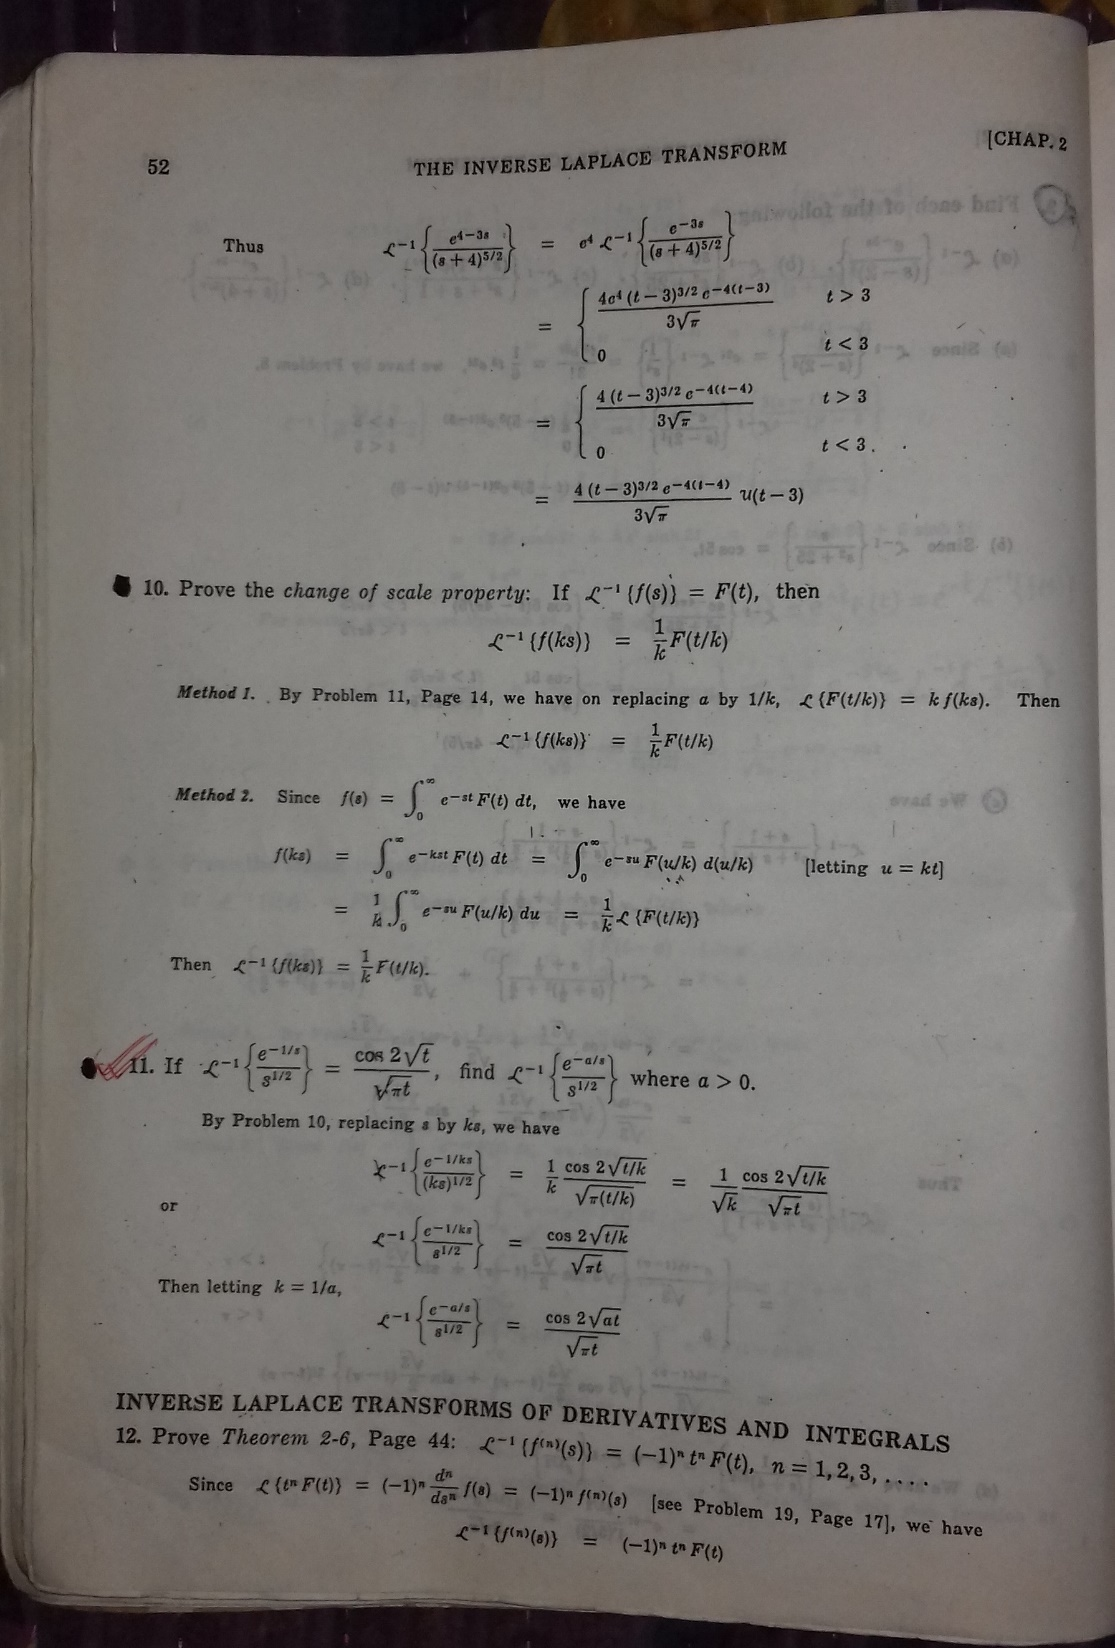 52 THE INVERSE LAPLACE TRANSFORM [CHAP. 2
Thus ℒ⁻¹{e^{4−3s}/(s + 4)^{5/2}} = e⁴ ℒ⁻¹{e^{−3s}/(s + 4)^{5/2}}
= { 4e⁴ (t − 3)^{3/2} e^{−4(t−3)} / 3√π t > 3
0 t < 3
= { 4 (t − 3)^{3/2} e^{−4(t−4)} / 3√π t > 3
0 t < 3.
= 4 (t − 3)^{3/2} e^{−4(t−4)} / 3√π u(t − 3)
10. Prove the change of scale property: If ℒ⁻¹ {f(s)} = F(t), then
ℒ⁻¹ {f(ks)} = 1/k F(t/k)
Method 1. By Problem 11, Page 14, we have on replacing a by 1/k, ℒ {F(t/k)} = k f(ks). Then
ℒ⁻¹ {f(ks)} = 1/k F(t/k)
Method 2. Since f(s) = ∫₀^∞ e^{−st} F(t) dt, we have
f(ks) = ∫₀^∞ e^{−kst} F(t) dt = ∫₀^∞ e^{−su} F(u/k) d(u/k) [letting u = kt]
= 1/k ∫₀^∞ e^{−su} F(u/k) du = 1/k ℒ {F(t/k)}
Then ℒ⁻¹ {f(ks)} = 1/k F(t/k).
11. If ℒ⁻¹{e^{−1/s}/s^{1/2}} = cos 2√t / √πt, find ℒ⁻¹{e^{−a/s}/s^{1/2}} where a > 0.
By Problem 10, replacing s by ks, we have
ℒ⁻¹{e^{−1/ks}/(ks)^{1/2}} = 1/k cos 2√t/k / √π(t/k) = 1/√k cos 2√t/k / √πt
or
ℒ⁻¹{e^{−1/ks}/s^{1/2}} = cos 2√t/k / √πt
Then letting k = 1/a,
ℒ⁻¹{e^{−a/s}/s^{1/2}} = cos 2√at / √πt
INVERSE LAPLACE TRANSFORMS OF DERIVATIVES AND INTEGRALS
12. Prove Theorem 2-6, Page 44: ℒ⁻¹ {f⁽ⁿ⁾(s)} = (−1)ⁿ tⁿ F(t), n = 1, 2, 3, ....
Since ℒ {tⁿ F(t)} = (−1)ⁿ dⁿ/dsⁿ f(s) = (−1)ⁿ f⁽ⁿ⁾(s) [see Problem 19, Page 17], we have
ℒ⁻¹ {f⁽ⁿ⁾(s)} = (−1)ⁿ tⁿ F(t)